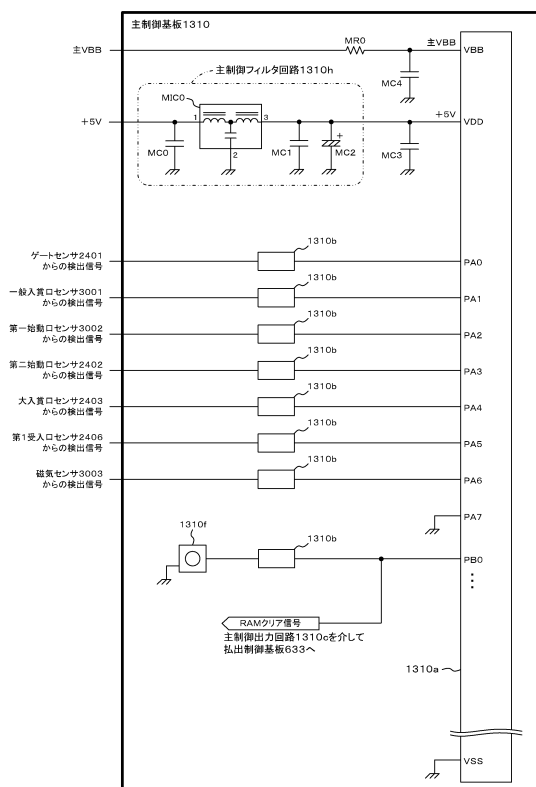 主制御基板1310
主VBB
MR0
主VBB
VBB
MC4
主制御フィルタ回路1310h
MIC0
+5V
1
3
2
MC0
MC1
+
MC2
+5V
VDD
MC3
ゲートセンサ2401
からの検出信号
1310b
PA0
一般入賞口センサ3001
からの検出信号
1310b
PA1
第一始動口センサ3002
からの検出信号
1310b
PA2
第二始動口センサ2402
からの検出信号
1310b
PA3
大入賞口センサ2403
からの検出信号
1310b
PA4
第1受入口センサ2406
からの検出信号
1310b
PA5
磁気センサ3003
からの検出信号
1310b
PA6
PA7
1310f
1310b
PB0
RAMクリア信号
主制御出力回路1310cを介して
払出制御基板633へ
1310a
VSS